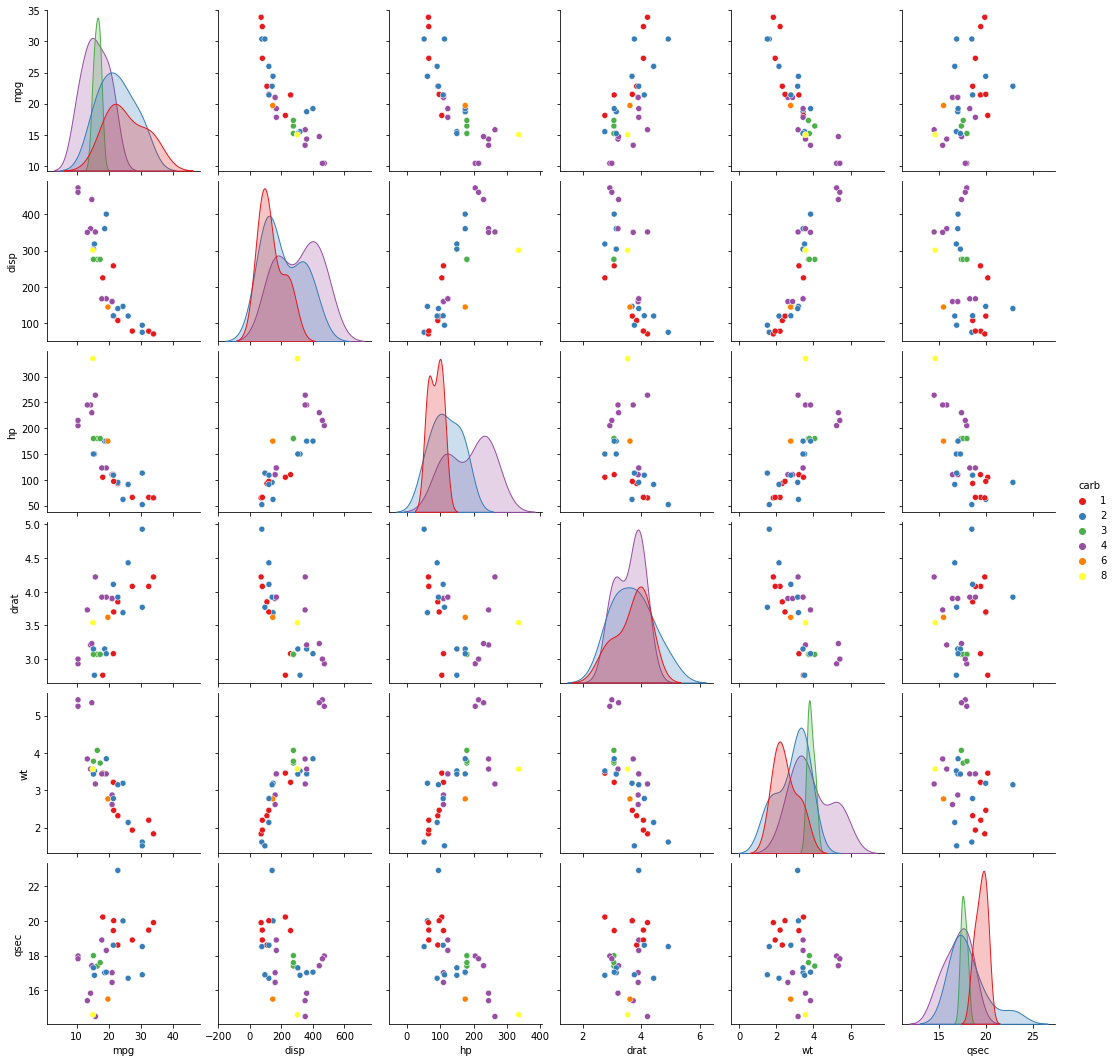 35
30
25
20
15
10
mpg
400
300
200
100
disp
300
250
200
150
100
50
hp
carb
1
2
3
4
6
8
5.0
4.5
4.0
3.5
3.0
drat
5
4
3
2
wt
22
20
18
16
qsec
10 20 30 40
−200 0 200 400 600
0 100 200 300 400
2 4 6
0 2 4 6
15 20 25
mpg disp hp drat wt qsec